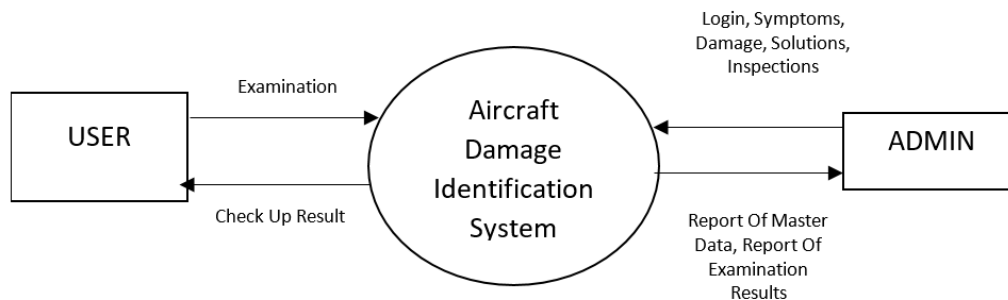 Login, Symptoms,
Damage, Solutions,
Inspections
Examination
USER
Aircraft
Damage
Identification
System
ADMIN
Check Up Result
Report Of Master
Data, Report Of
Examination
Results